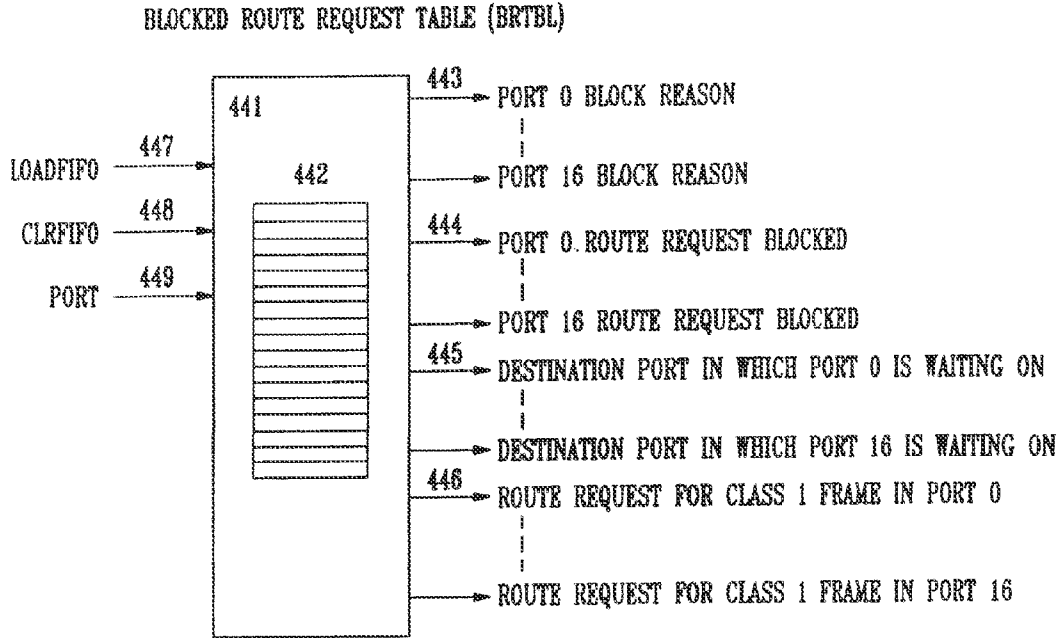 BLOCKED ROUTE REQUEST TABLE (BRTBL)
441
442
LOADFIFO 447
CLRFIFO 448
PORT 449
443 PORT 0 BLOCK REASON
PORT 16 BLOCK REASON
444 PORT 0 ROUTE REQUEST BLOCKED
PORT 16 ROUTE REQUEST BLOCKED
445 DESTINATION PORT IN WHICH PORT 0 IS WAITING ON
DESTINATION PORT IN WHICH PORT 16 IS WAITING ON
446 ROUTE REQUEST FOR CLASS 1 FRAME IN PORT 0
ROUTE REQUEST FOR CLASS 1 FRAME IN PORT 16